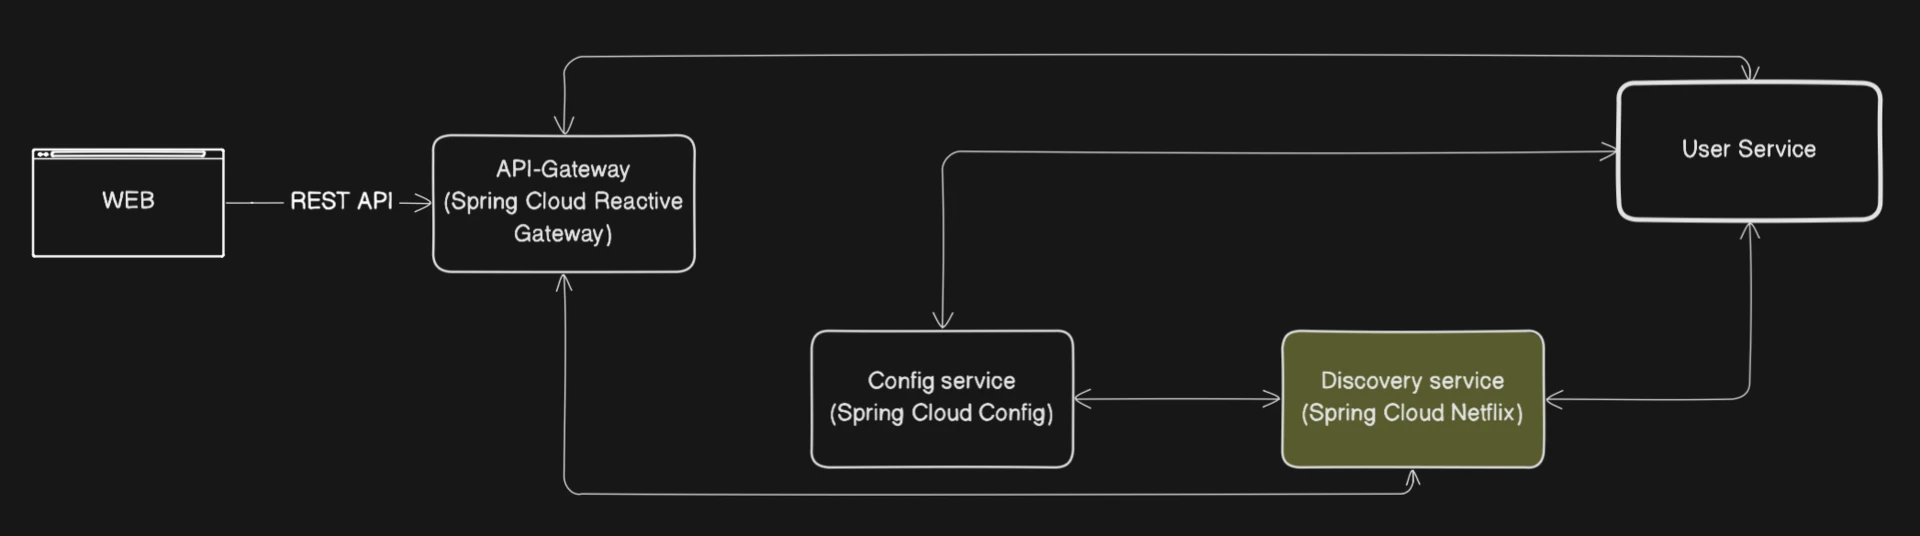 WEB
REST API
API-Gateway
(Spring Cloud Reactive
Gateway)
User Service
Config service
(Spring Cloud Config)
Discovery service
(Spring Cloud Netflix)